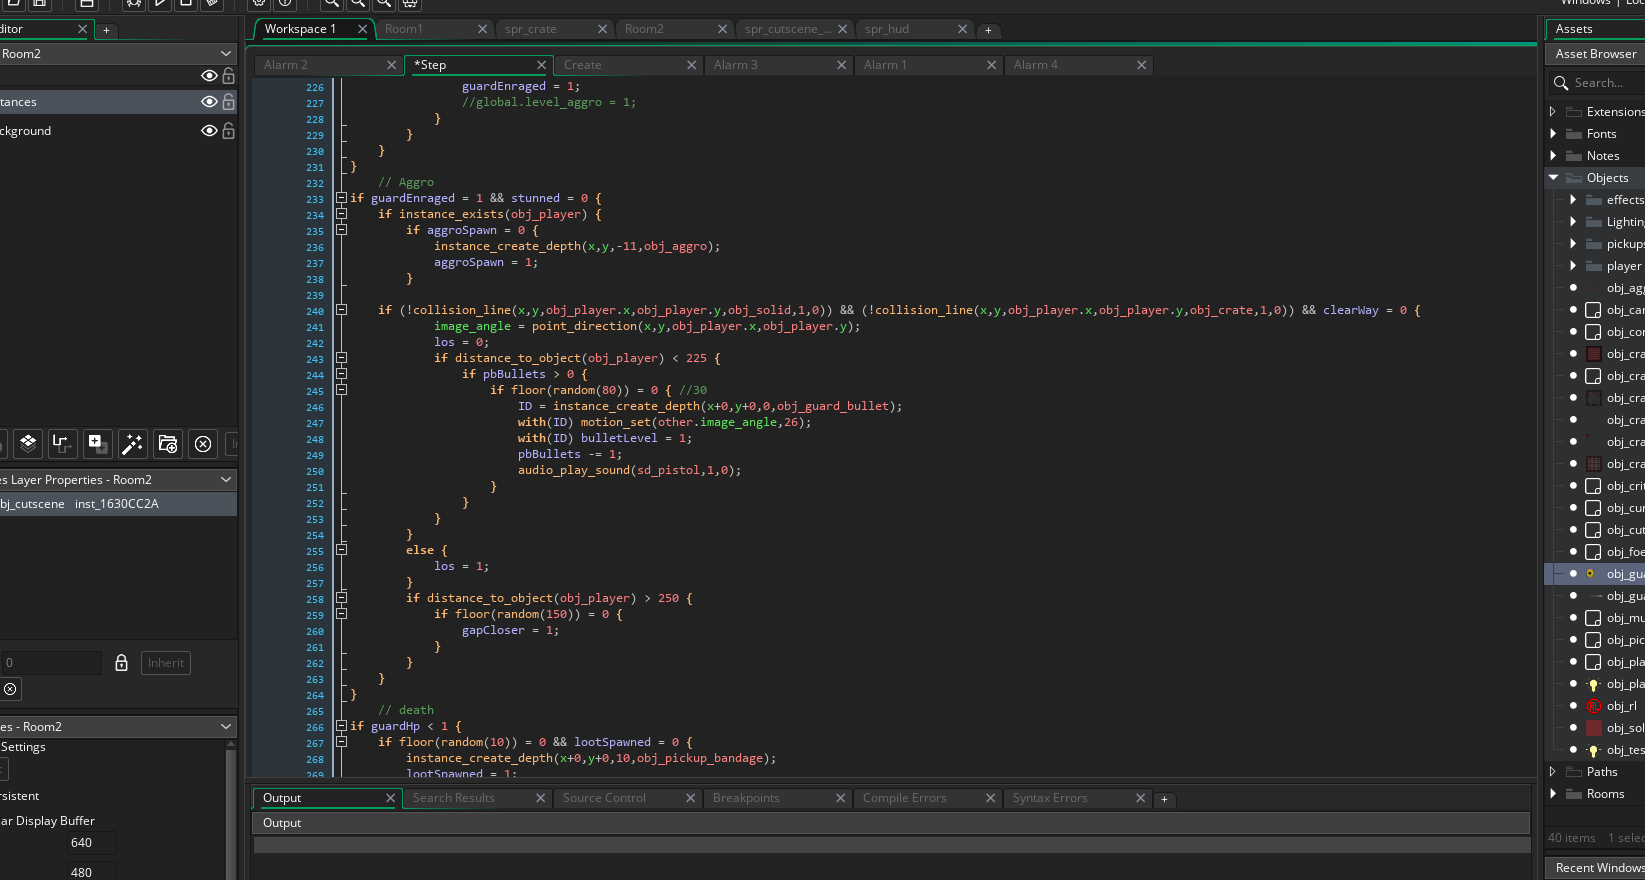 Windows | Loc
ditor
+
Room2
tances
ckground
es Layer Properties - Room2
bj_cutscene inst_1630CC2A
0
Inherit
es - Room2
Settings
rsistent
ar Display Buffer
640
480
Workspace 1
Room1
spr_crate
Room2
spr_cutscene_...
spr_hud
+
Alarm 2
*Step
Create
Alarm 3
Alarm 1
Alarm 4
226 guardEnraged = 1;
227 //global.level_aggro = 1;
228 }
229 }
230 }
231 }
232 // Aggro
233 if guardEnraged = 1 && stunned = 0 {
234 if instance_exists(obj_player) {
235 if aggroSpawn = 0 {
236 instance_create_depth(x,y,-11,obj_aggro);
237 aggroSpawn = 1;
238 }
239
240 if (!collision_line(x,y,obj_player.x,obj_player.y,obj_solid,1,0)) && (!collision_line(x,y,obj_player.x,obj_player.y,obj_crate,1,0)) && clearWay = 0 {
241 image_angle = point_direction(x,y,obj_player.x,obj_player.y);
242 los = 0;
243 if distance_to_object(obj_player) < 225 {
244 if pbBullets > 0 {
245 if floor(random(80)) = 0 { //30
246 ID = instance_create_depth(x+0,y+0,0,obj_guard_bullet);
247 with(ID) motion_set(other.image_angle,26);
248 with(ID) bulletLevel = 1;
249 pbBullets -= 1;
250 audio_play_sound(sd_pistol,1,0);
251 }
252 }
253 }
254 }
255 else {
256 los = 1;
257 }
258 if distance_to_object(obj_player) > 250 {
259 if floor(random(150)) = 0 {
260 gapCloser = 1;
261 }
262 }
263 }
264 }
265 // death
266 if guardHp < 1 {
267 if floor(random(10)) = 0 && lootSpawned = 0 {
268 instance_create_depth(x+0,y+0,10,obj_pickup_bandage);
269 lootSpawned = 1;
Output
Search Results
Source Control
Breakpoints
Compile Errors
Syntax Errors
+
Output
Assets
Asset Browser
Search...
Extensions
Fonts
Notes
Objects
effects
Lightin
pickups
player
obj_ag
obj_car
obj_cor
obj_cra
obj_cra
obj_cra
obj_cra
obj_cra
obj_cra
obj_crit
obj_cur
obj_cut
obj_foe
obj_gua
obj_gua
obj_mu
obj_pic
obj_pla
obj_pla
obj_rl
obj_sol
obj_tes
Paths
Rooms
40 items 1 selec
Recent Windows